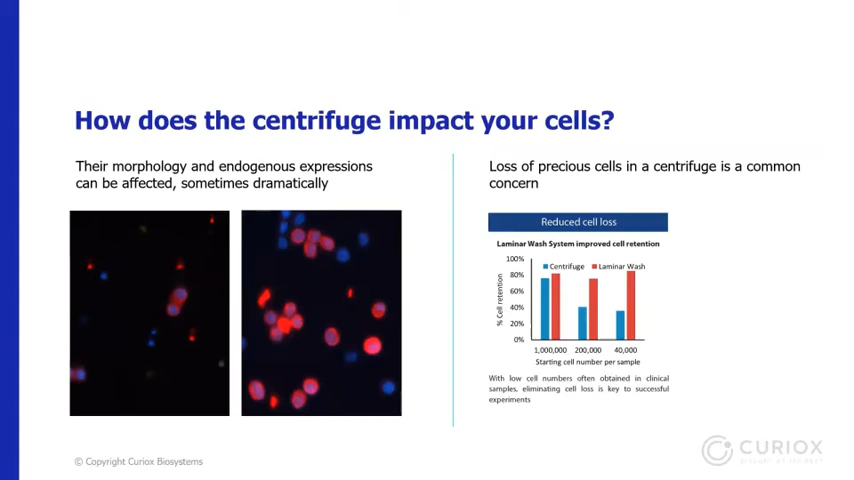 How does the centrifuge impact your cells?
Their morphology and endogenous expressions
can be affected, sometimes dramatically
Loss of precious cells in a centrifuge is a common
concern
Reduced cell loss
Laminar Wash System improved cell retention
Centrifuge Laminar Wash
100%
80%
60%
40%
20%
0%
% Cell retention
1,000,000 200,000 40,000
Starting cell number per sample
With low cell numbers often obtained in clinical
samples, eliminating cell loss is key to successful
experiments
© Copyright Curiox Biosystems
CURIOX